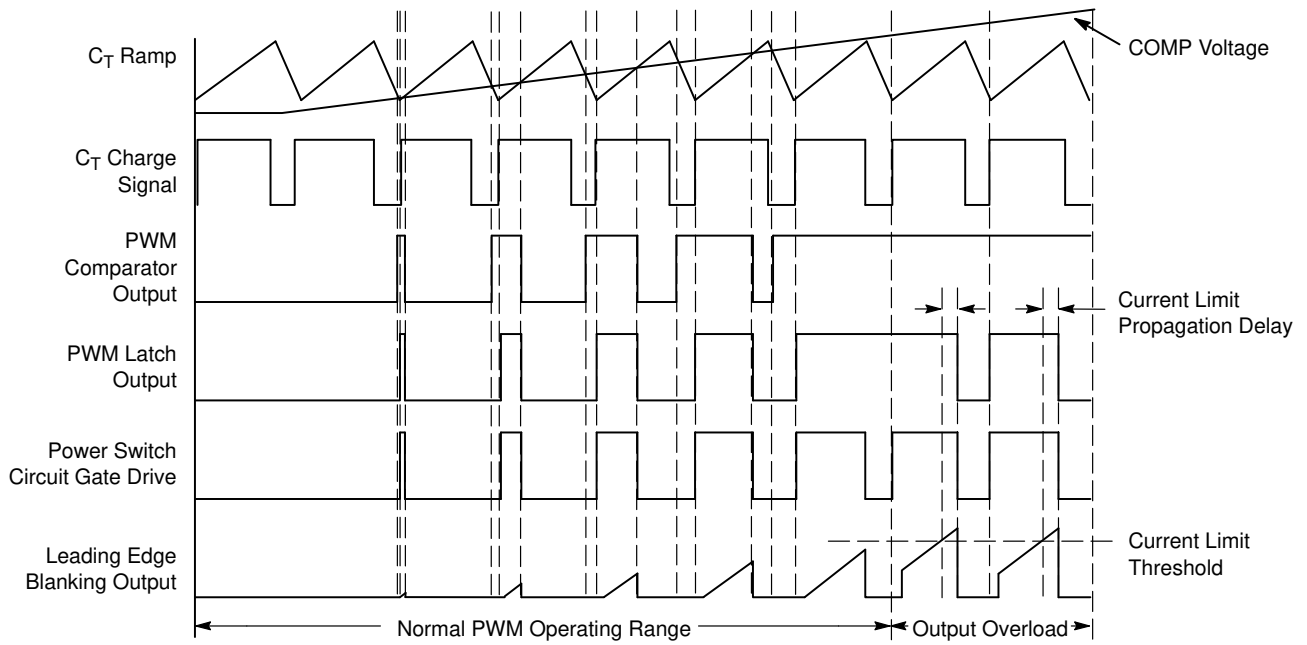 C_T Ramp
COMP Voltage
C_T Charge
Signal
PWM
Comparator
Output
Current Limit
Propagation Delay
PWM Latch
Output
Power Switch
Circuit Gate Drive
Leading Edge
Blanking Output
Current Limit
Threshold
Normal PWM Operating Range
Output Overload